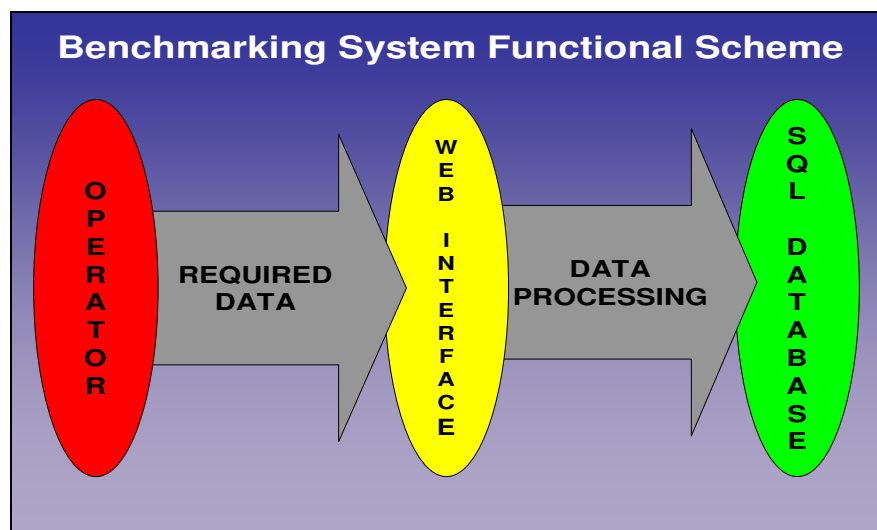 Benchmarking System Functional Scheme
OPERATOR
REQUIRED
DATA
WEB INTERFACE
DATA
PROCESSING
SQL DATABASE